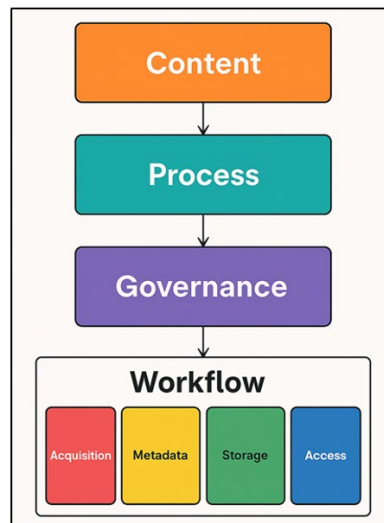 Content
Process
Governance
Workflow
Acquisition Metadata Storage Access